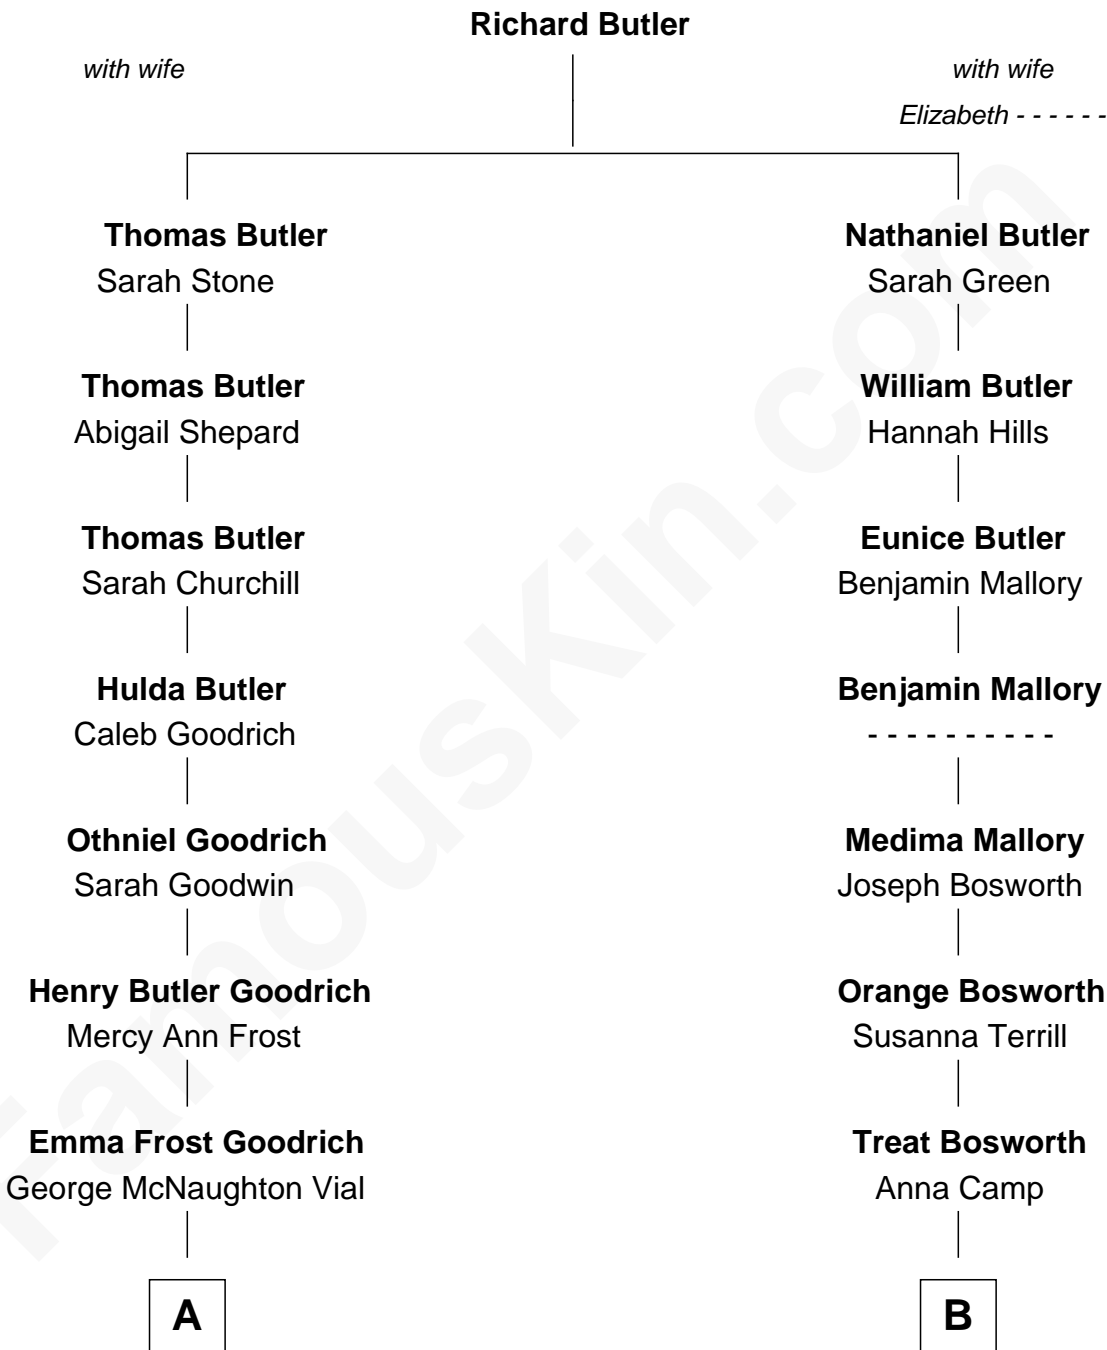 Richard Butler
with wife
with wife
Elizabeth - - - - - -
Thomas Butler
Sarah Stone
Nathaniel Butler
Sarah Green
Thomas Butler
Abigail Shepard
William Butler
Hannah Hills
Thomas Butler
Sarah Churchill
Eunice Butler
Benjamin Mallory
Hulda Butler
Caleb Goodrich
Benjamin Mallory
- - - - - - - - - -
Othniel Goodrich
Sarah Goodwin
Medima Mallory
Joseph Bosworth
Henry Butler Goodrich
Mercy Ann Frost
Orange Bosworth
Susanna Terrill
Emma Frost Goodrich
George McNaughton Vial
Treat Bosworth
Anna Camp
A
B
FamousKin.com